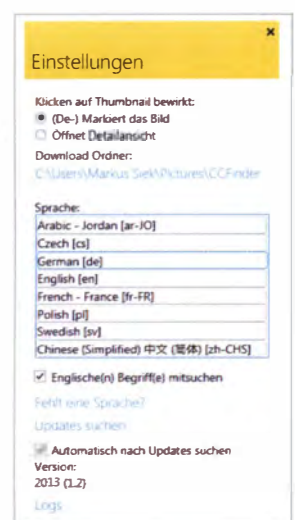 Einstellungen
Klicken auf Thumbnail bewirkt:
(De-) Markiert das Bild
Öffnet Detailansicht
Download Ordner:
C:\Users\Markus Siek\Pictures\CCFinder
Sprache:
Arabic - Jordan [ar-JO]
Czech [cs]
German [de]
English [en]
French - France [fr-FR]
Polish [pl]
Swedish [sv]
Chinese (Simplified) 中文 (简体) [zh-CHS]
Englische(n) Begriff(e) mitsuchen
Fehlt eine Sprache?
Updates suchen
Automatisch nach Updates suchen
Version:
2013 (1.2)
Logs